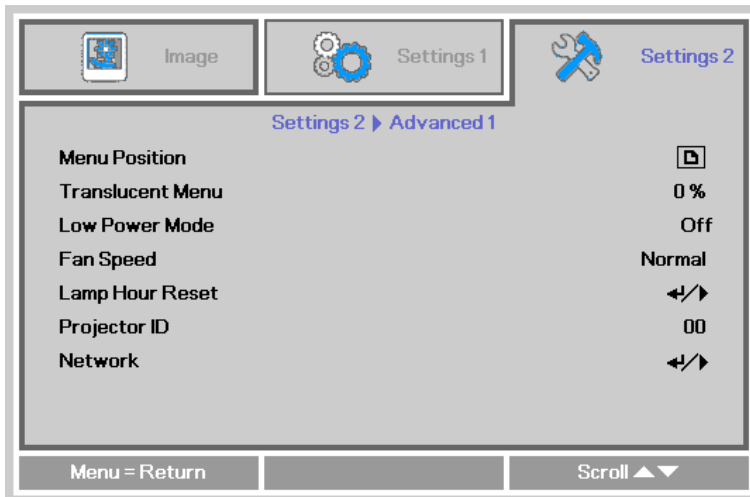 Image
Settings 1
Settings 2
Settings 2 Advanced 1
Menu Position
Translucent Menu 0 %
Low Power Mode Off
Fan Speed Normal
Lamp Hour Reset
Projector ID 00
Network
Menu = Return Scroll